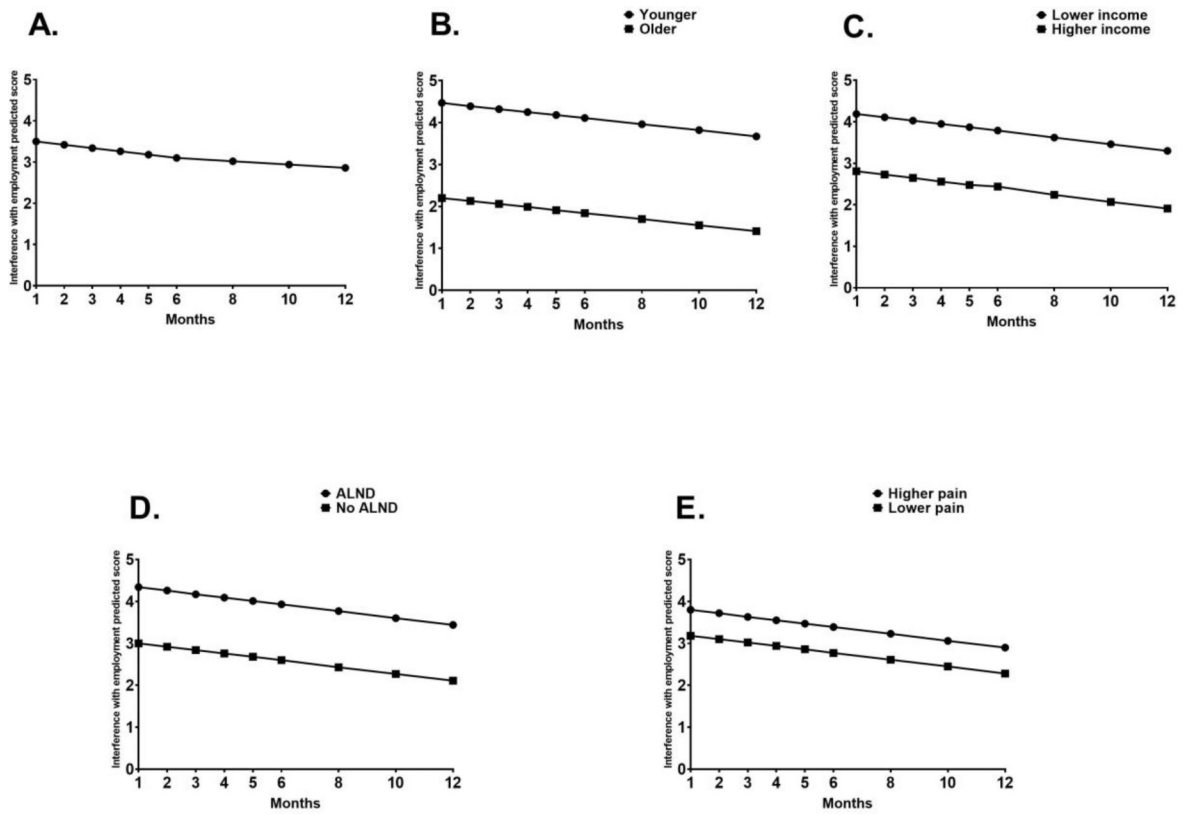 A.
Interference with employment predicted score
5
4
3
2
1
0
1 2 3 4 5 6 8 10 12
Months
B.
Younger
Older
Interference with employment predicted score
5
4
3
2
1
0
1 2 3 4 5 6 8 10 12
Months
C.
Lower income
Higher income
Interference with employment predicted score
5
4
3
2
1
0
1 2 3 4 5 6 8 10 12
Months
D.
ALND
No ALND
Interference with employment predicted score
5
4
3
2
1
0
1 2 3 4 5 6 8 10 12
Months
E.
Higher pain
Lower pain
Interference with employment predicted score
5
4
3
2
1
0
1 2 3 4 5 6 8 10 12
Months